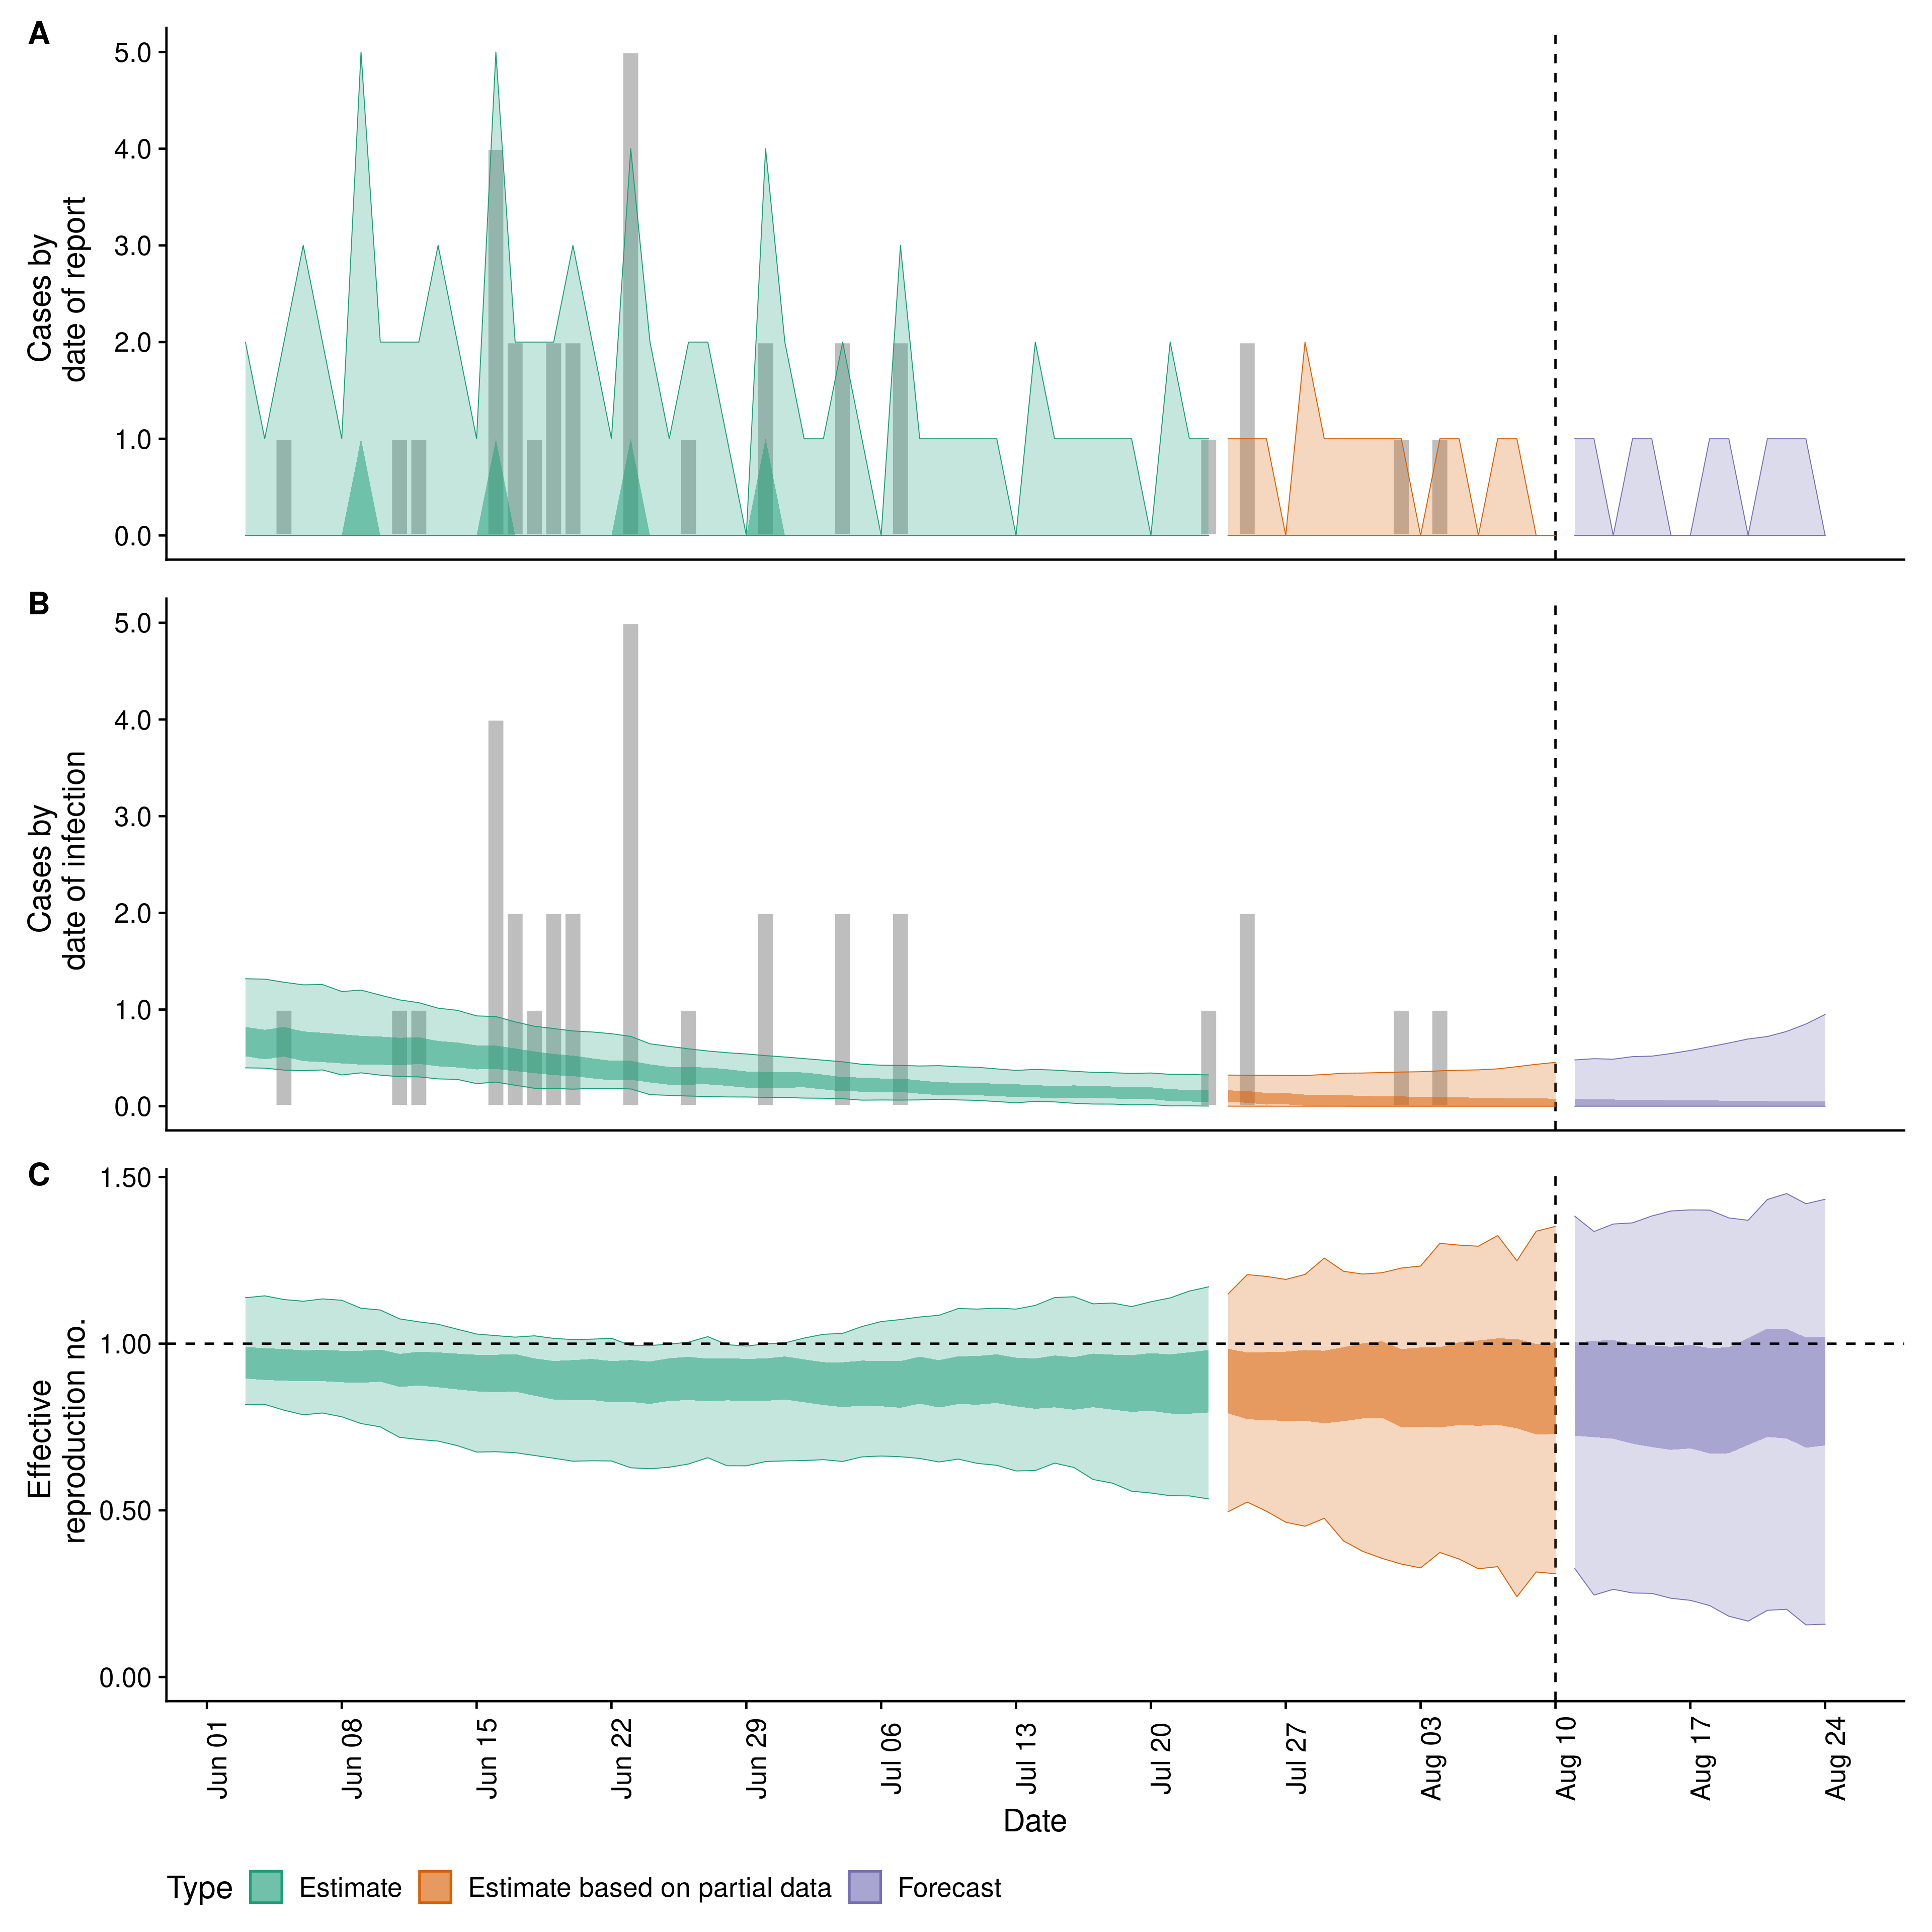 A
5.0
4.0
3.0
2.0
1.0
0.0
Cases by
date of report
B
5.0
4.0
3.0
2.0
1.0
0.0
Cases by
date of infection
C
1.50
1.00
0.50
0.00
Effective
reproduction no.
Jun 01
Jun 08
Jun 15
Jun 22
Jun 29
Jul 06
Jul 13
Jul 20
Jul 27
Aug 03
Aug 10
Aug 17
Aug 24
Date
Type Estimate Estimate based on partial data Forecast